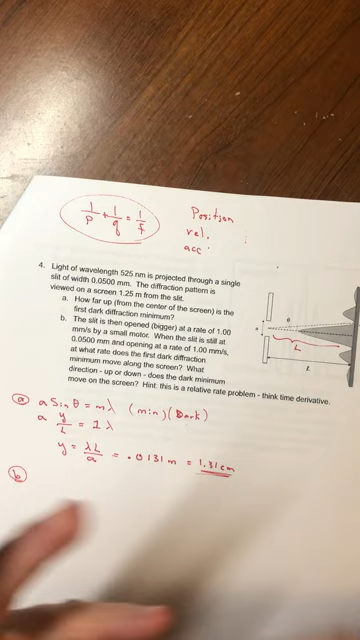 1/p + 1/q = 1/f
Position
vel.
acc.
4. Light of wavelength 525 nm is projected through a single
slit of width 0.0500 mm. The diffraction pattern is
viewed on a screen 1.25 m from the slit.
a. How far up (from the center of the screen) is the
first dark diffraction minimum?
b. The slit is then opened (bigger) at a rate of 1.00
mm/s by a small motor. When the slit is still at
0.0500 mm and opening at a rate of 1.00 mm/s,
at what rate does the first dark diffraction
minimum move along the screen? What
direction - up or down - does the dark minimum
move on the screen? Hint: this is a relative rate problem - think time derivative.
θ
a
L
ℓ
a a Sin θ = mλ (min) (Dark)
a y/L = 1 λ
y = λL/a = .0131 m = 1.31 cm
b